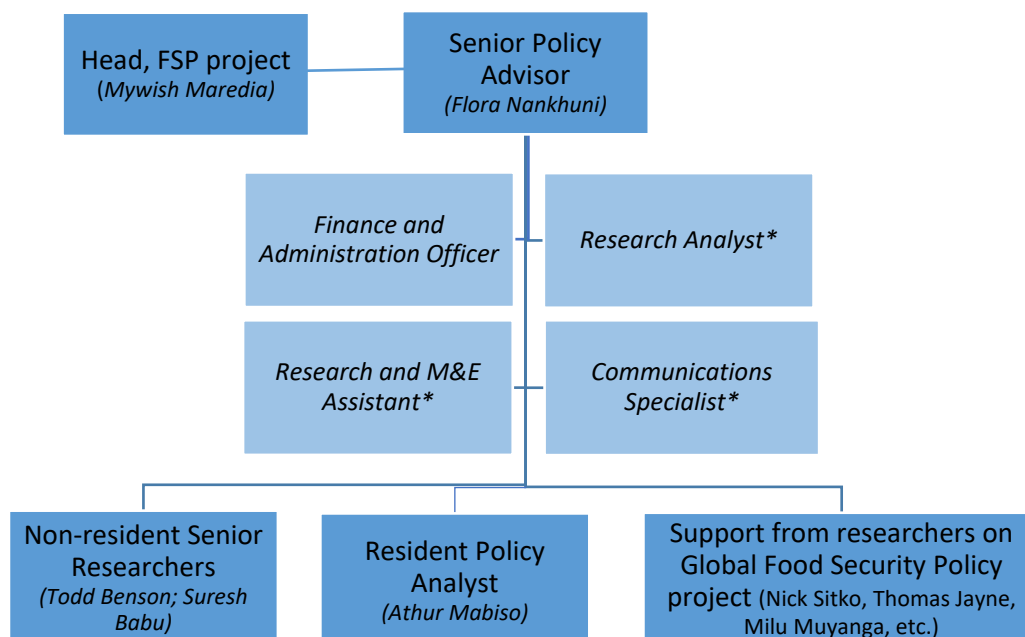 Head, FSP project
(Mywish Maredia)
Senior Policy
Advisor
(Flora Nankhuni)
Finance and
Administration Officer
Research Analyst*
Research and M&E
Assistant*
Communications
Specialist*
Non-resident Senior
Researchers
(Todd Benson; Suresh
Babu)
Resident Policy
Analyst
(Athur Mabiso)
Support from researchers on
Global Food Security Policy
project (Nick Sitko, Thomas Jayne,
Milu Muyanga, etc.)